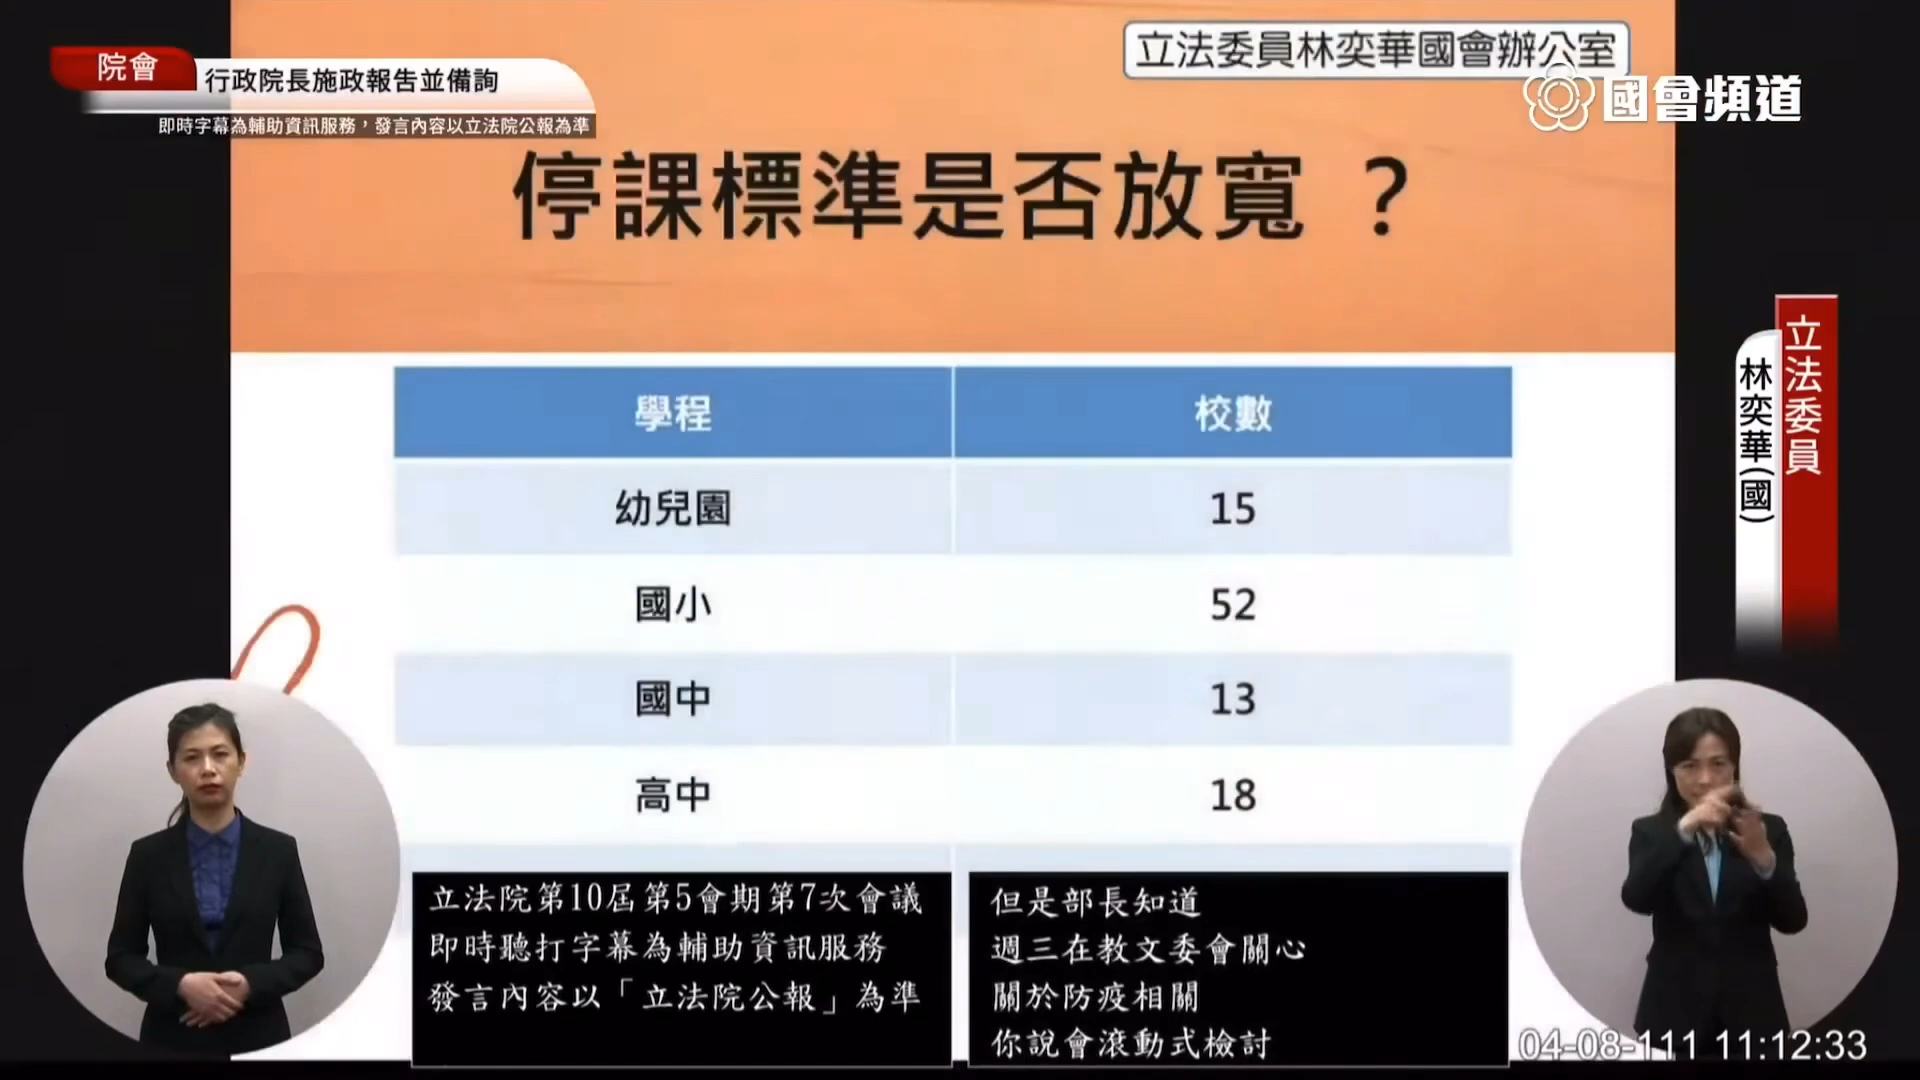 院會
行政院長施政報告並備詢
即時字幕為輔助資訊服務，發言內容以立法院公報為準
立法委員林奕華國會辦公室
國會頻道
停課標準是否放寬 ？
學程 校數
幼兒園 15
國小 52
國中 13
高中 18
立法委員
林奕華(國)
立法院第10屆第5會期第7次會議
即時聽打字幕為輔助資訊服務
發言內容以「立法院公報」為準
但是部長知道
週三在教文委會關心
關於防疫相關
你說會滾動式檢討
04-08-111 11:12:33